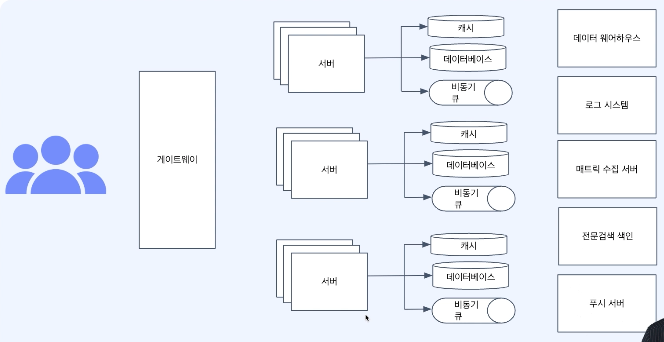 게이트웨이
서버
캐시
데이터베이스
비동기
큐
서버
캐시
데이터베이스
비동기
큐
서버
캐시
데이터베이스
비동기
큐
데이터 웨어하우스
로그 시스템
매트릭 수집 서버
전문검색 색인
푸시 서버